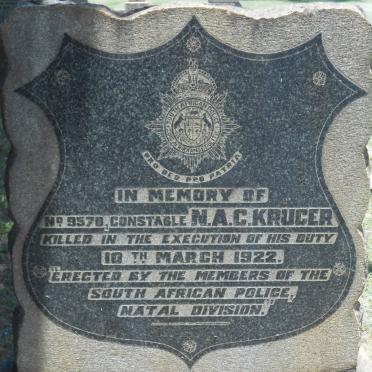 PRO DEO PRO PATRIA
IN MEMORY OF
No 9570, CONSTABLE N.A.C. KRUGER
KILLED IN THE EXECUTION OF HIS DUTY
10TH MARCH 1922.
"ERECTED BY THE MEMBERS OF THE
SOUTH AFRICAN POLICE,
NATAL DIVISION."